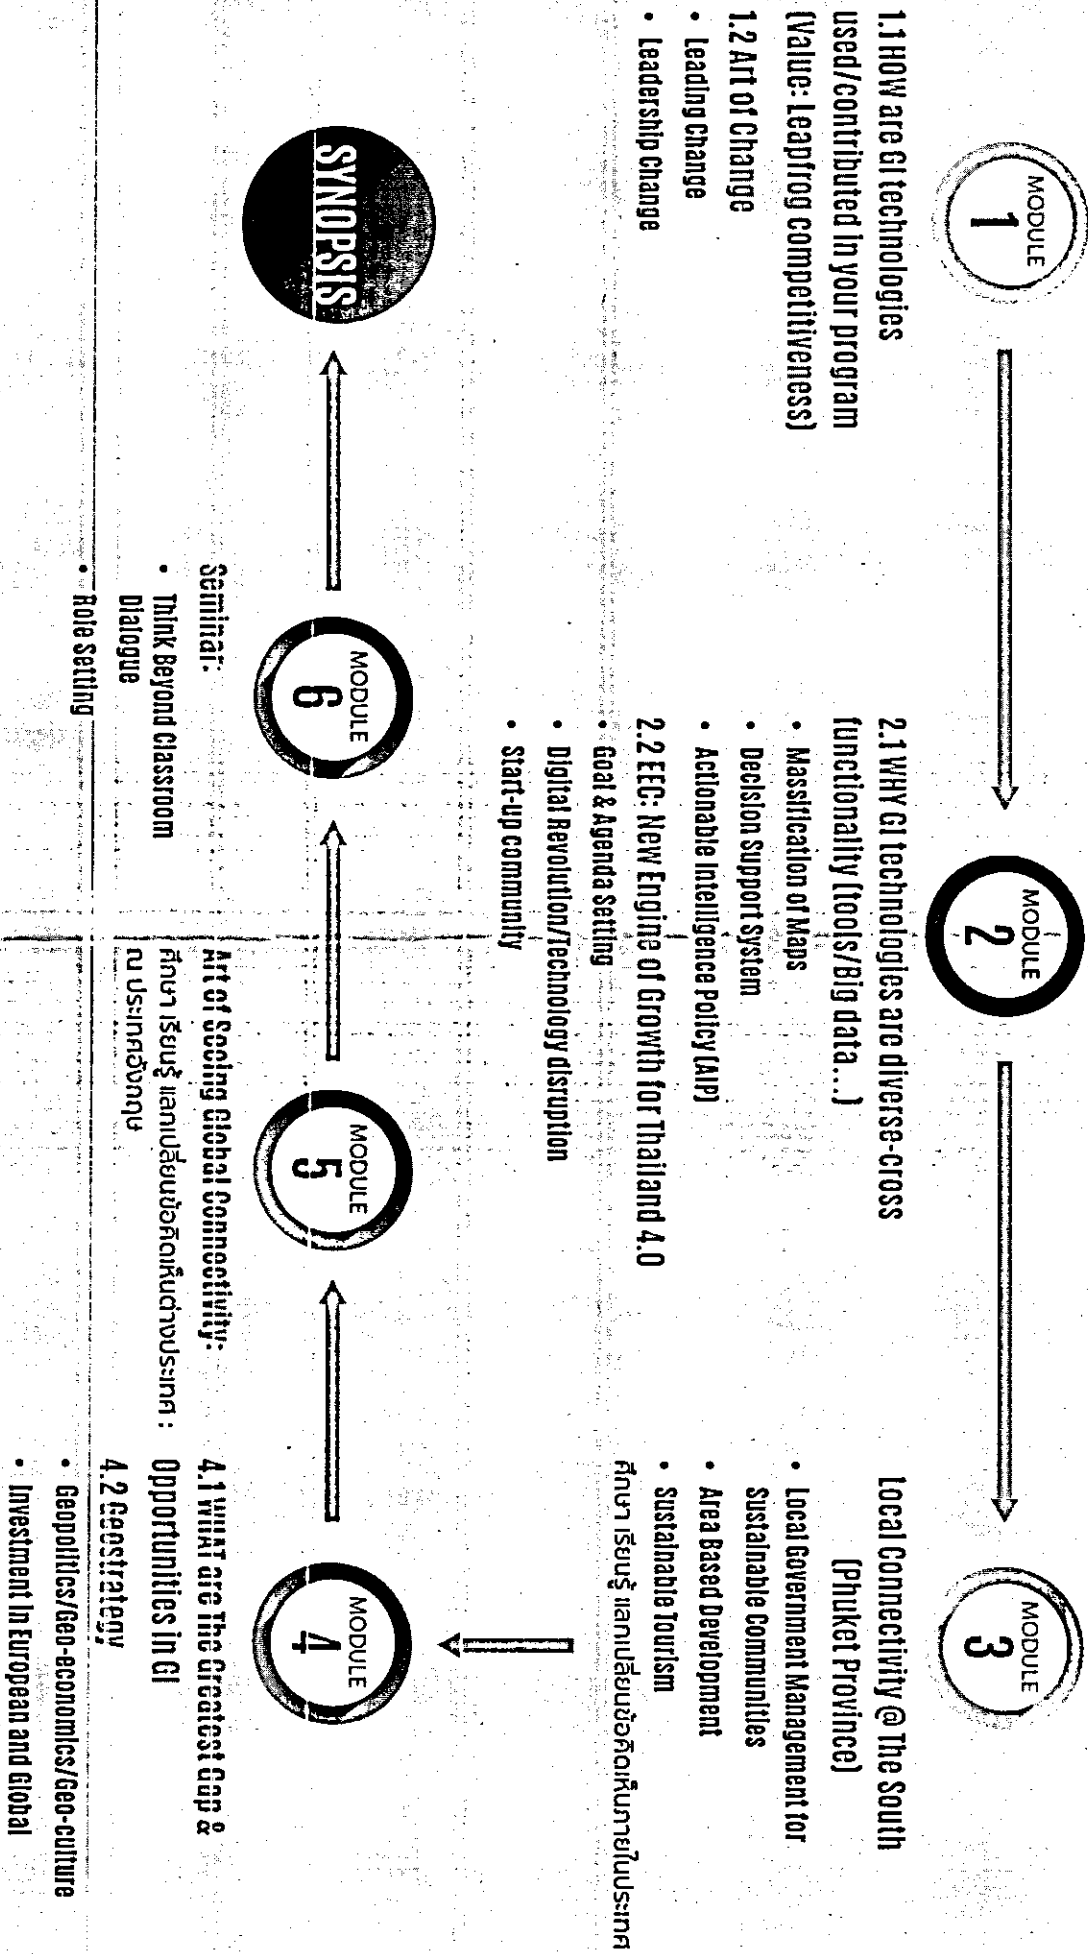 MODULE
1
1.1 HOW are GI technologies
used/contributed in your program
(Value: Leapfrog competitiveness)
1.2 Art of Change
• Leading Change
• Leadership Change
MODULE
2
2.1 WHY GI technologies are diverse-cross
functionality (tools/Big data...)
• Massification of Maps
• Decision Support System
• Actionable Intelligence Policy (AIP)
2.2 EEC: New Engine of Growth for Thailand 4.0
• Goal & Agenda Setting
• Digital Revolution/Technology disruption
• Start-up community
MODULE
3
Local Connectivity @ The South
(Phuket Province)
• Local Government Management for
Sustainable Communities
• Area Based Development
• Sustainable Tourism
ศึกษา เรียนรู้ แลกเปลี่ยนข้อคิดเห็นภายในประเทศ
MODULE
4
4.1 WHAT are The Greatest Gap &
Opportunities in GI
4.2 Geostrategy
• Geopolitics/Geo-economics/Geo-culture
• Investment in European and Global
MODULE
5
Art of Seeing Global Connectivity:
ศึกษา เรียนรู้ แลกเปลี่ยนข้อคิดเห็นต่างประเทศ :
ณ ประเทศอังกฤษ
MODULE
6
Seminar:
• Think Beyond Classroom
Dialogue
• Role Setting
SYNOPSIS